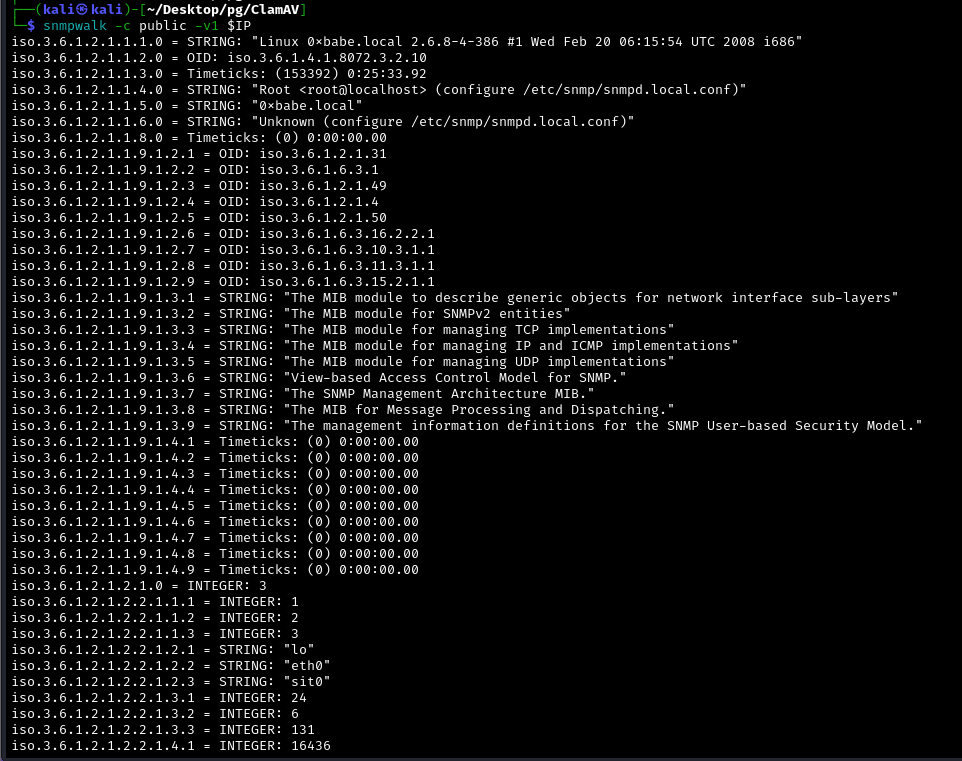 ┌──(kali㉿kali)-[~/Desktop/pg/ClamAV]
└─$ snmpwalk -c public -v1 $IP
iso.3.6.1.2.1.1.1.0 = STRING: "Linux 0×babe.local 2.6.8-4-386 #1 Wed Feb 20 06:15:54 UTC 2008 i686"
iso.3.6.1.2.1.1.2.0 = OID: iso.3.6.1.4.1.8072.3.2.10
iso.3.6.1.2.1.1.3.0 = Timeticks: (153392) 0:25:33.92
iso.3.6.1.2.1.1.4.0 = STRING: "Root <root@localhost> (configure /etc/snmp/snmpd.local.conf)"
iso.3.6.1.2.1.1.5.0 = STRING: "0×babe.local"
iso.3.6.1.2.1.1.6.0 = STRING: "Unknown (configure /etc/snmp/snmpd.local.conf)"
iso.3.6.1.2.1.1.8.0 = Timeticks: (0) 0:00:00.00
iso.3.6.1.2.1.1.9.1.2.1 = OID: iso.3.6.1.2.1.31
iso.3.6.1.2.1.1.9.1.2.2 = OID: iso.3.6.1.6.3.1
iso.3.6.1.2.1.1.9.1.2.3 = OID: iso.3.6.1.2.1.49
iso.3.6.1.2.1.1.9.1.2.4 = OID: iso.3.6.1.2.1.4
iso.3.6.1.2.1.1.9.1.2.5 = OID: iso.3.6.1.2.1.50
iso.3.6.1.2.1.1.9.1.2.6 = OID: iso.3.6.1.6.3.16.2.2.1
iso.3.6.1.2.1.1.9.1.2.7 = OID: iso.3.6.1.6.3.10.3.1.1
iso.3.6.1.2.1.1.9.1.2.8 = OID: iso.3.6.1.6.3.11.3.1.1
iso.3.6.1.2.1.1.9.1.2.9 = OID: iso.3.6.1.6.3.15.2.1.1
iso.3.6.1.2.1.1.9.1.3.1 = STRING: "The MIB module to describe generic objects for network interface sub-layers"
iso.3.6.1.2.1.1.9.1.3.2 = STRING: "The MIB module for SNMPv2 entities"
iso.3.6.1.2.1.1.9.1.3.3 = STRING: "The MIB module for managing TCP implementations"
iso.3.6.1.2.1.1.9.1.3.4 = STRING: "The MIB module for managing IP and ICMP implementations"
iso.3.6.1.2.1.1.9.1.3.5 = STRING: "The MIB module for managing UDP implementations"
iso.3.6.1.2.1.1.9.1.3.6 = STRING: "View-based Access Control Model for SNMP."
iso.3.6.1.2.1.1.9.1.3.7 = STRING: "The SNMP Management Architecture MIB."
iso.3.6.1.2.1.1.9.1.3.8 = STRING: "The MIB for Message Processing and Dispatching."
iso.3.6.1.2.1.1.9.1.3.9 = STRING: "The management information definitions for the SNMP User-based Security Model."
iso.3.6.1.2.1.1.9.1.4.1 = Timeticks: (0) 0:00:00.00
iso.3.6.1.2.1.1.9.1.4.2 = Timeticks: (0) 0:00:00.00
iso.3.6.1.2.1.1.9.1.4.3 = Timeticks: (0) 0:00:00.00
iso.3.6.1.2.1.1.9.1.4.4 = Timeticks: (0) 0:00:00.00
iso.3.6.1.2.1.1.9.1.4.5 = Timeticks: (0) 0:00:00.00
iso.3.6.1.2.1.1.9.1.4.6 = Timeticks: (0) 0:00:00.00
iso.3.6.1.2.1.1.9.1.4.7 = Timeticks: (0) 0:00:00.00
iso.3.6.1.2.1.1.9.1.4.8 = Timeticks: (0) 0:00:00.00
iso.3.6.1.2.1.1.9.1.4.9 = Timeticks: (0) 0:00:00.00
iso.3.6.1.2.1.2.1.0 = INTEGER: 3
iso.3.6.1.2.1.2.2.1.1.1 = INTEGER: 1
iso.3.6.1.2.1.2.2.1.1.2 = INTEGER: 2
iso.3.6.1.2.1.2.2.1.1.3 = INTEGER: 3
iso.3.6.1.2.1.2.2.1.2.1 = STRING: "lo"
iso.3.6.1.2.1.2.2.1.2.2 = STRING: "eth0"
iso.3.6.1.2.1.2.2.1.2.3 = STRING: "sit0"
iso.3.6.1.2.1.2.2.1.3.1 = INTEGER: 24
iso.3.6.1.2.1.2.2.1.3.2 = INTEGER: 6
iso.3.6.1.2.1.2.2.1.3.3 = INTEGER: 131
iso.3.6.1.2.1.2.2.1.4.1 = INTEGER: 16436